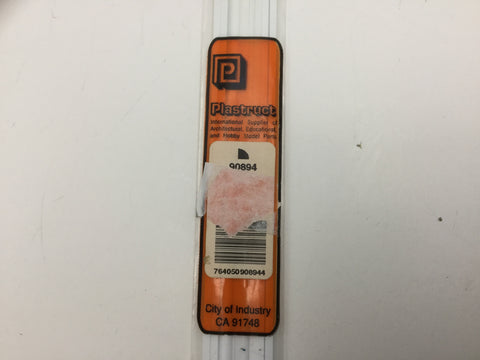 P
Plastruct
International Supplier of
Architectural, Educational,
and Hobby Model Parts
90894
764050908944
City of Industry
CA 91748